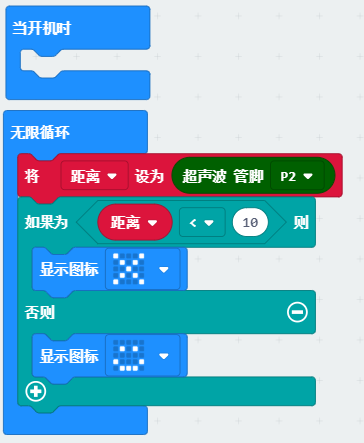 当开机时
无限循环
将 距离 设为 超声波 管脚 P2
如果为 距离 < 10 则
显示图标
否则
显示图标